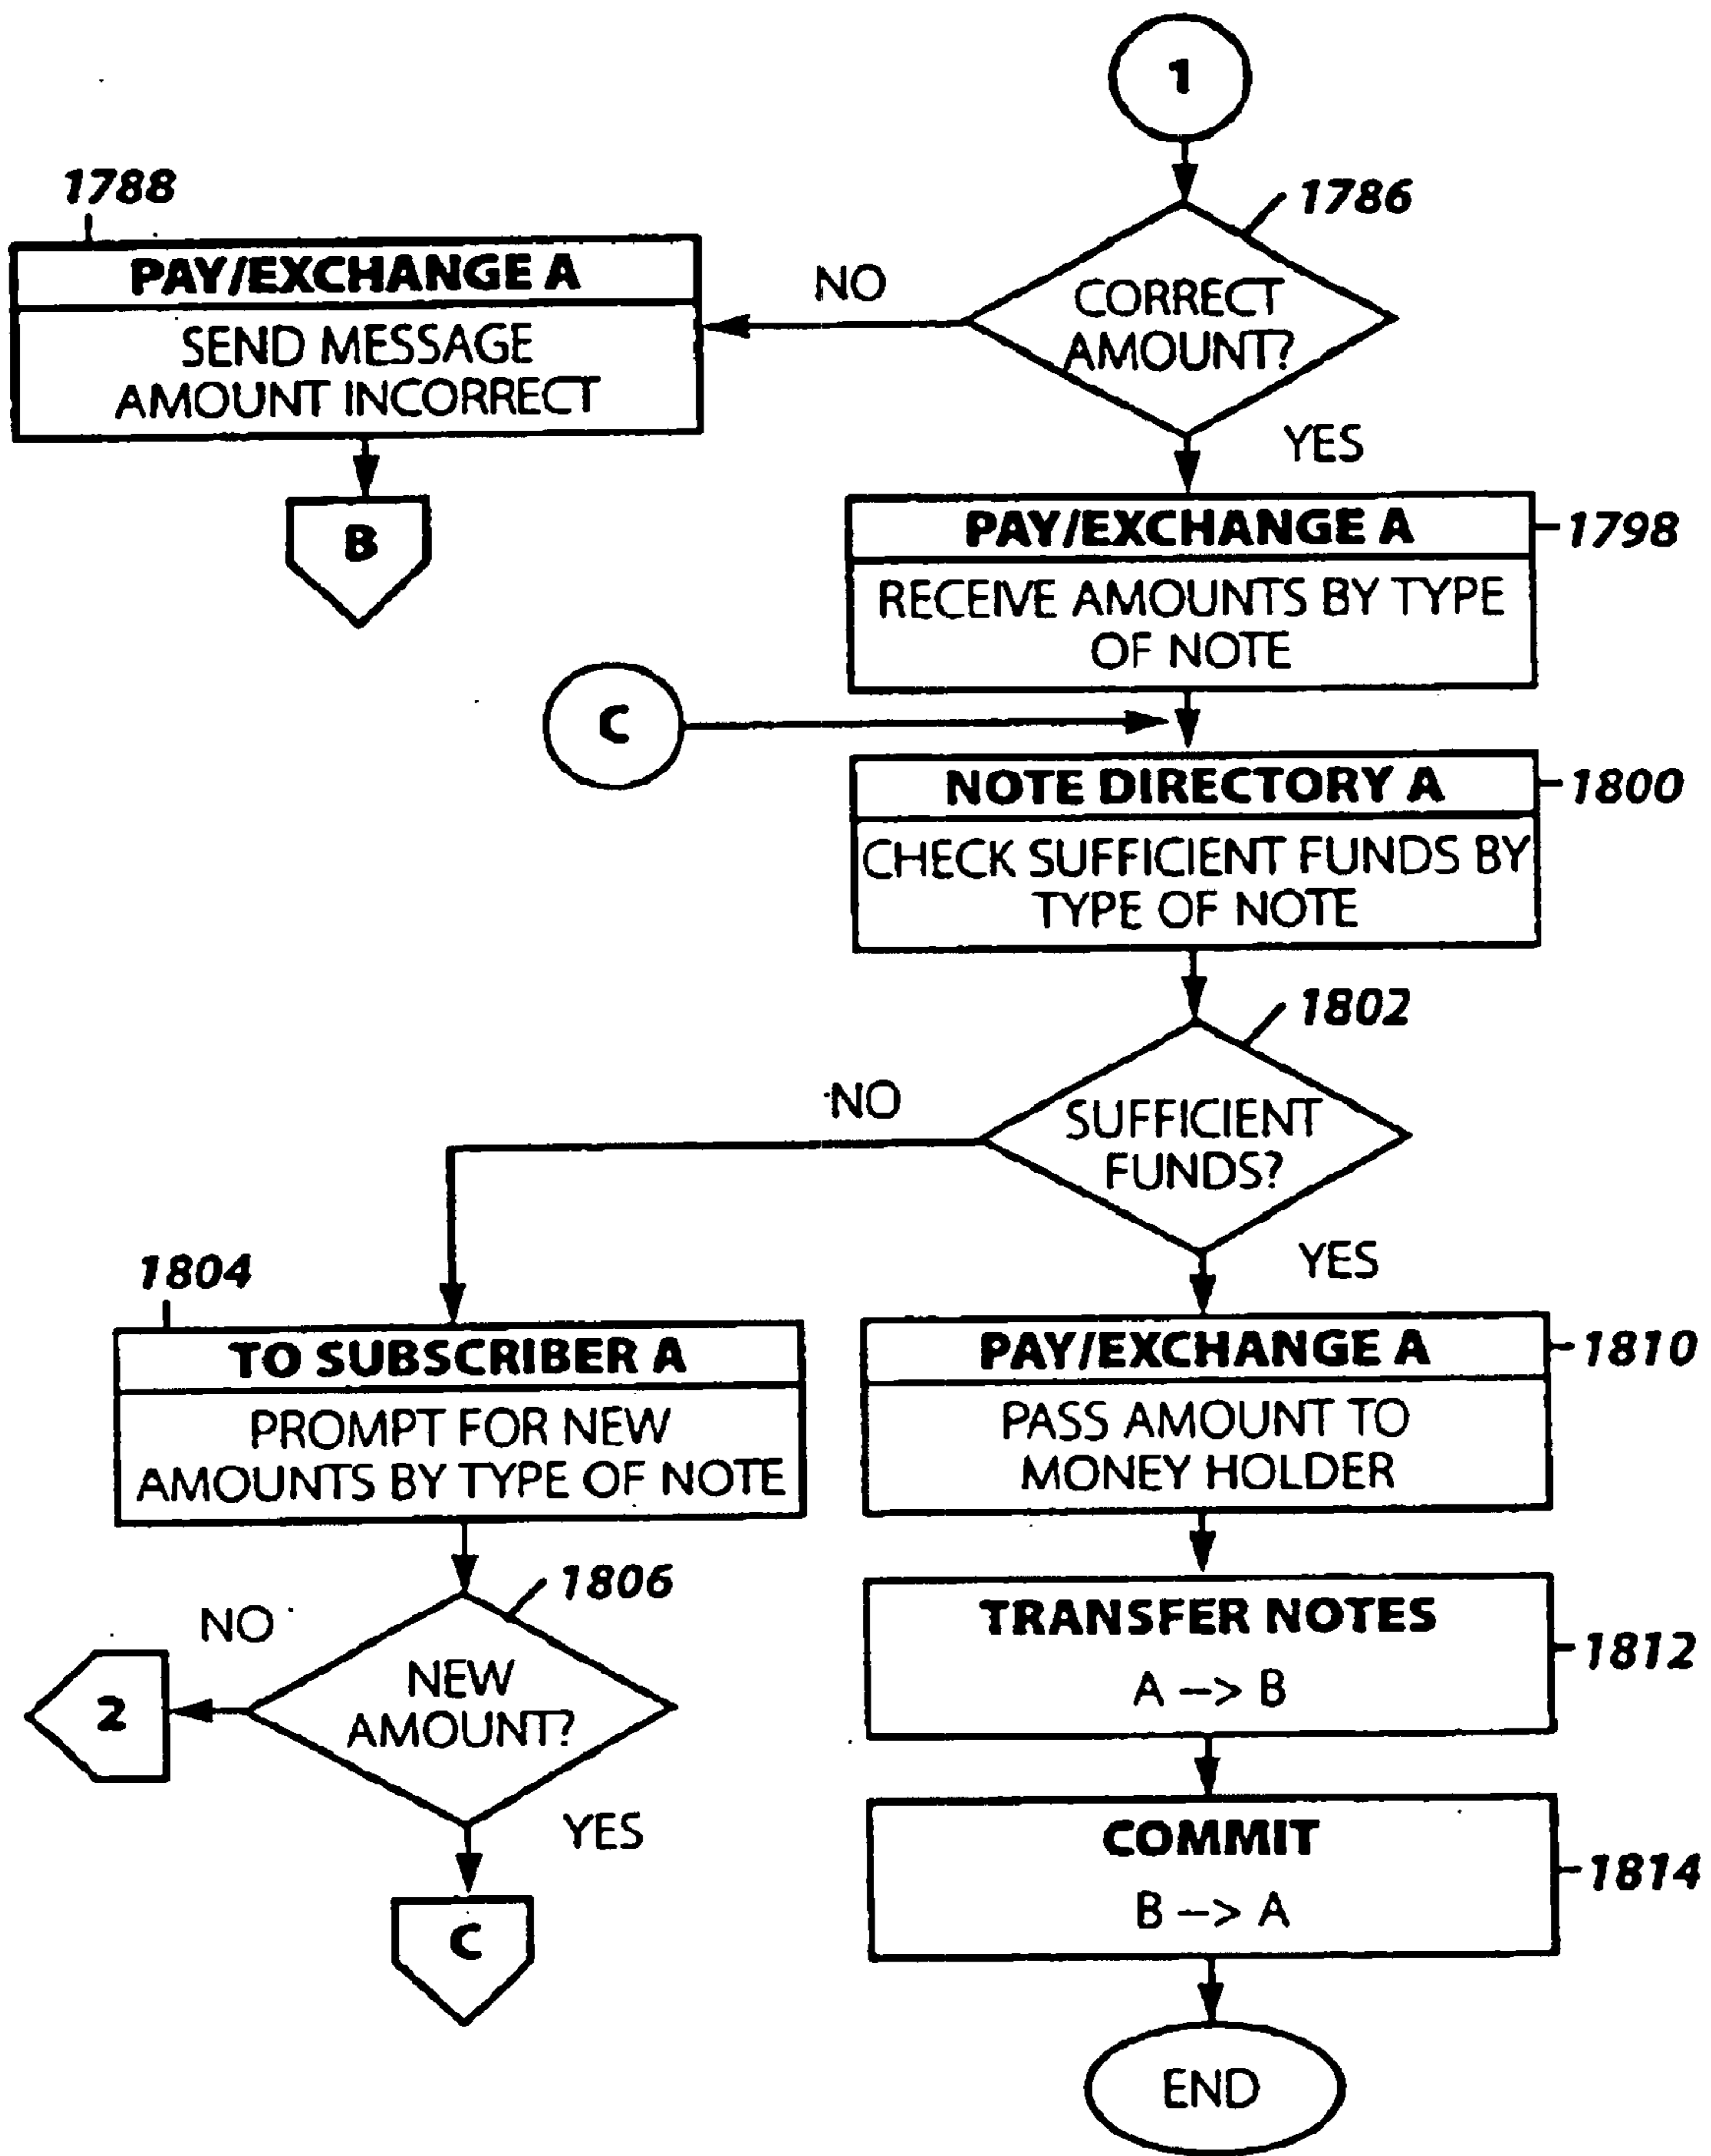 1
1786
CORRECT
AMOUNT?
NO
YES
1788
PAY/EXCHANGE A
SEND MESSAGE
AMOUNT INCORRECT
B
PAY/EXCHANGE A
1798
RECEIVE AMOUNTS BY TYPE
OF NOTE
C
NOTE DIRECTORY A
1800
CHECK SUFFICIENT FUNDS BY
TYPE OF NOTE
1802
SUFFICIENT
FUNDS?
NO
YES
1804
TO SUBSCRIBER A
PROMPT FOR NEW
AMOUNTS BY TYPE OF NOTE
1806
NEW
AMOUNT?
NO
2
YES
C
PAY/EXCHANGE A
1810
PASS AMOUNT TO
MONEY HOLDER
TRANSFER NOTES
1812
A --> B
COMMIT
1814
B --> A
END